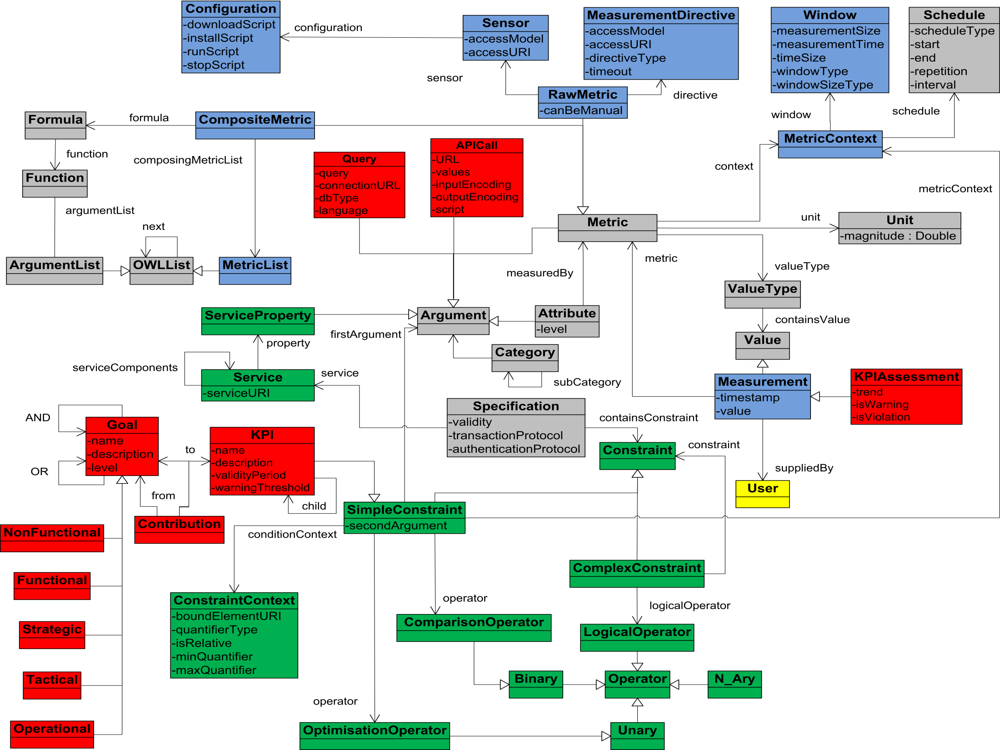 Configuration
-downloadScript
-installScript
-runScript
-stopScript
configuration
Sensor
-accessModel
-accessURI
sensor
MeasurementDirective
-accessModel
-accessURI
-directiveType
-timeout
directive
Window
-measurementSize
-measurementTime
-timeSize
-windowType
-windowSizeType
Schedule
-scheduleType
-start
-end
-repetition
-interval
RawMetric
-canBeManual
window
schedule
Formula
formula
CompositeMetric
MetricContext
function
composingMetricList
Query
-query
-connectionURL
-dbType
-language
APICall
-URL
-values
-inputEncoding
-outputEncoding
-script
context
metricContext
Function
argumentList
next
Metric
unit
Unit
-magnitude : Double
ArgumentList
OWLList
MetricList
measuredBy
metric
valueType
ValueType
ServiceProperty
property
firstArgument
Argument
Attribute
-level
containsValue
Value
Category
subCategory
serviceComponents
Service
-serviceURI
service
Measurement
-timestamp
-value
KPIAssessment
-trend
-isWarning
-isViolation
Specification
-validity
-transactionProtocol
-authenticationProtocol
containsConstraint
Constraint
constraint
AND
OR
Goal
-name
-description
-level
to
from
KPI
-name
-description
-validityPeriod
-warningThreshold
child
suppliedBy
User
Contribution
SimpleConstraint
-secondArgument
conditionContext
NonFunctional
Functional
Strategic
Tactical
Operational
ComplexConstraint
ConstraintContext
-boundElementURI
-quantifierType
-isRelative
-minQuantifier
-maxQuantifier
operator
ComparisonOperator
logicalOperator
LogicalOperator
Binary
Operator
N_Ary
operator
OptimisationOperator
Unary